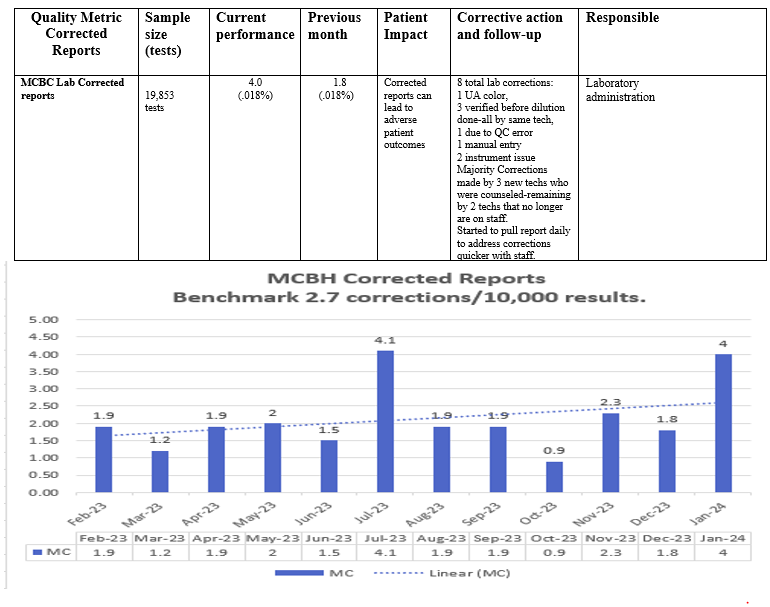 Quality Metric
Corrected
Reports
Sample
size
(tests)
Current
performance
Previous
month
Patient
Impact
Corrective action
and follow-up
Responsible
MCBC Lab Corrected
reports
19,853
tests
4.0
(.018%)
1.8
(.018%)
Corrected
reports can
lead to
adverse
patient
outcomes
8 total lab corrections:
1 UA color,
3 verified before dilution
done-all by same tech,
1 due to QC error
1 manual entry
2 instrument issue
Majority Corrections
made by 3 new techs who
were counseled-remaining
by 2 techs that no longer
are on staff.
Started to pull report daily
to address corrections
quicker with staff.
Laboratory
administration
MCBH Corrected Reports
Benchmark 2.7 corrections/10,000 results.
5.00
4.50
4.00
3.50
3.00
2.50
2.00
1.50
1.00
0.50
0.00
1.9
1.2
1.9
2
1.5
4.1
1.9
1.9
0.9
2.3
1.8
4
Feb-23
Mar-23
Apr-23
May-23
Jun-23
Jul-23
Aug-23
Sep-23
Oct-23
Nov-23
Dec-23
Jan-24
Feb-23 Mar-23 Apr-23 May-23 Jun-23 Jul-23 Aug-23 Sep-23 Oct-23 Nov-23 Dec-23 Jan-24
MC 1.9 1.2 1.9 2 1.5 4.1 1.9 1.9 0.9 2.3 1.8 4
MC Linear (MC)